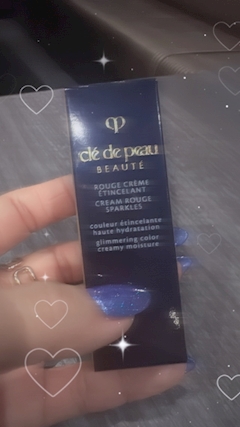 clé de peau
BEAUTÉ
ROUGE CRÈME
ÉTINCELANT
CREAM ROUGE
SPARKLES
couleur étincelante
haute hydratation
glimmering color
creamy moisture